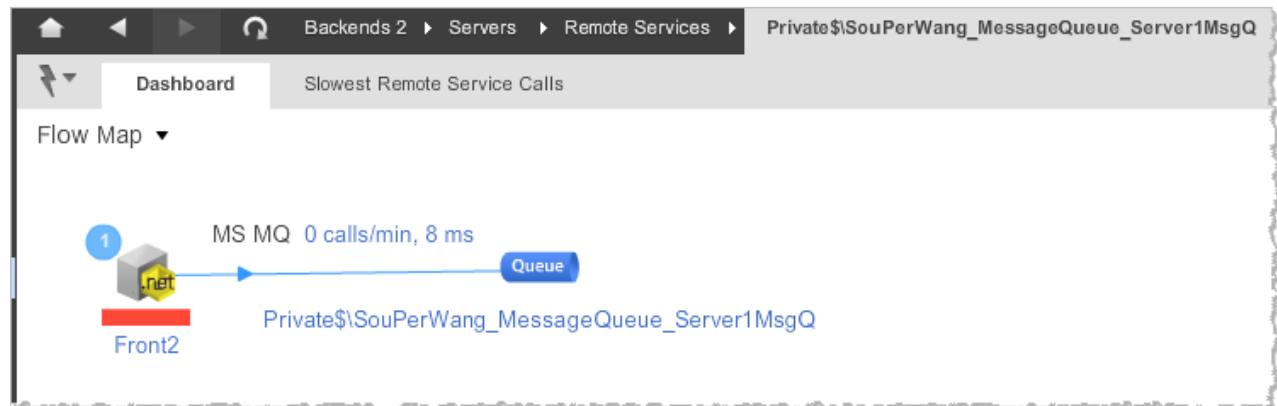 Backends 2 Servers Remote Services Private$\SouPerWang_MessageQueue_Server1MsgQ
Dashboard Slowest Remote Service Calls
Flow Map
1
MS MQ 0 calls/min, 8 ms
.net
Queue
Private$\SouPerWang_MessageQueue_Server1MsgQ
Front2